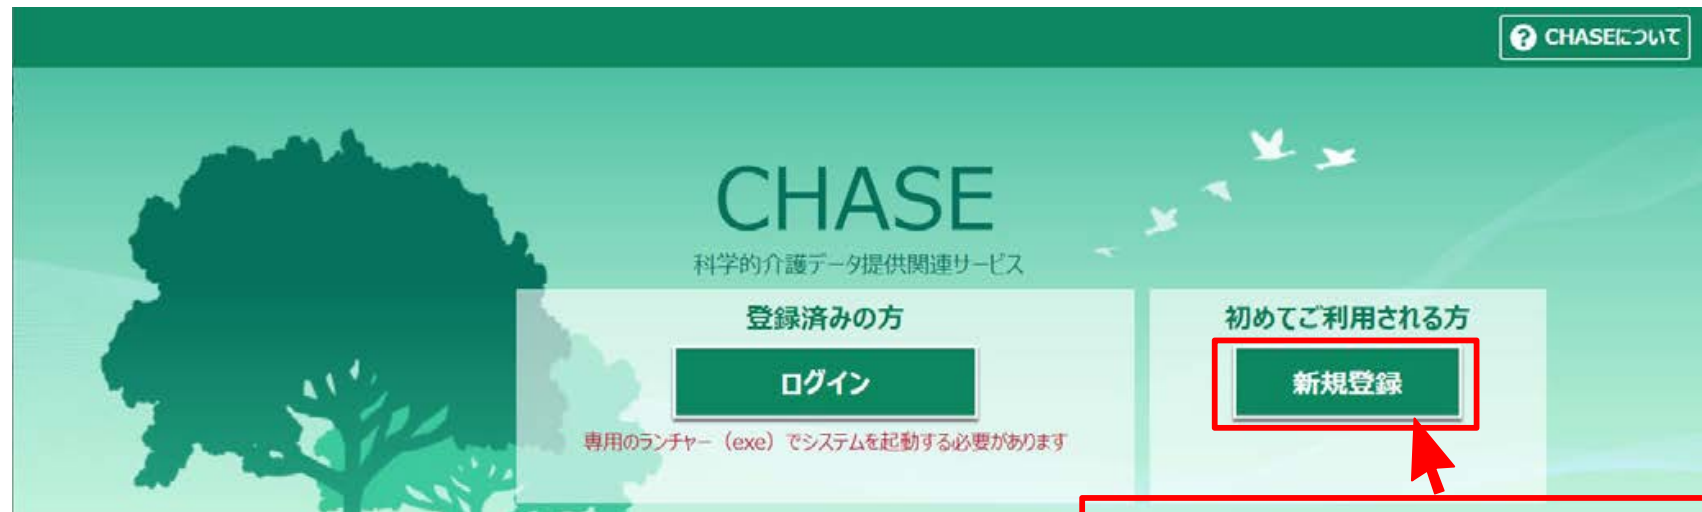 ? CHASEについて
CHASE
科学的介護データ提供関連サービス
登録済みの方
ログイン
専用のランチャー（exe）でシステムを起動する必要があります
初めてご利用される方
新規登録